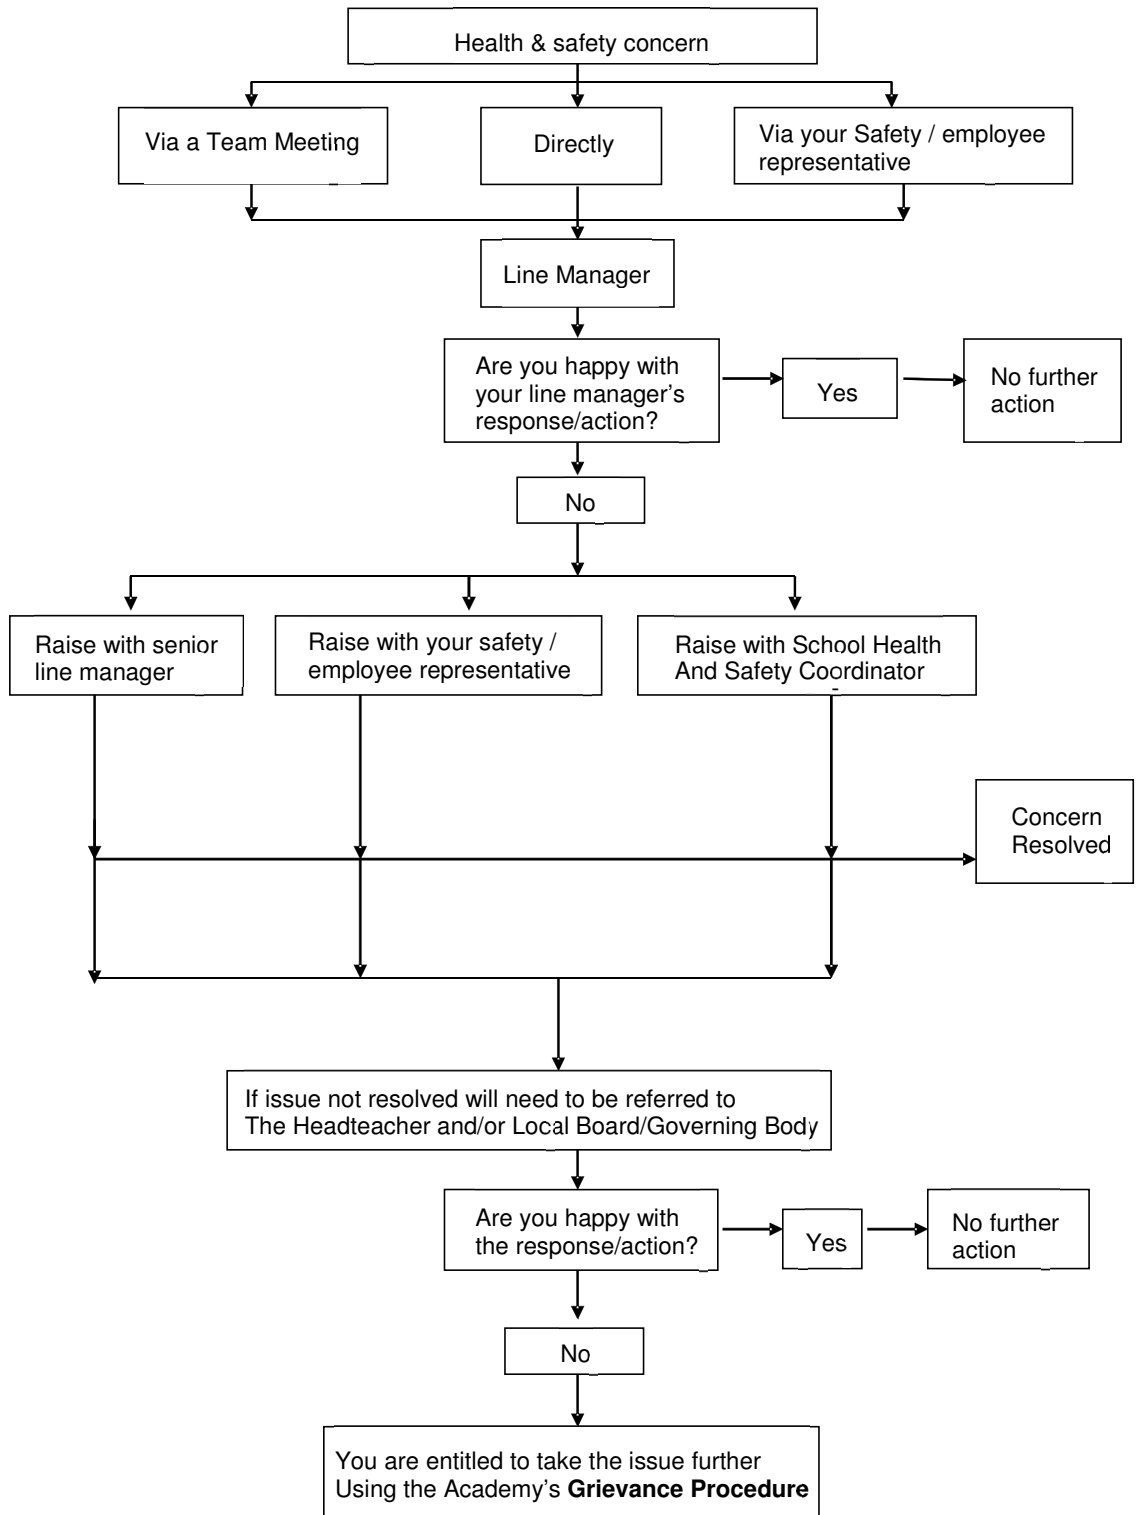 Health & safety concern
Via a Team Meeting
Directly
Via your Safety / employee
representative
Line Manager
Are you happy with
your line manager’s
response/action?
Yes
No further
action
No
Raise with senior
line manager
Raise with your safety /
employee representative
Raise with School Health
And Safety Coordinator
Concern
Resolved
If issue not resolved will need to be referred to
The Headteacher and/or Local Board/Governing Body
Are you happy with
the response/action?
Yes
No further
action
No
You are entitled to take the issue further
Using the Academy’s Grievance Procedure